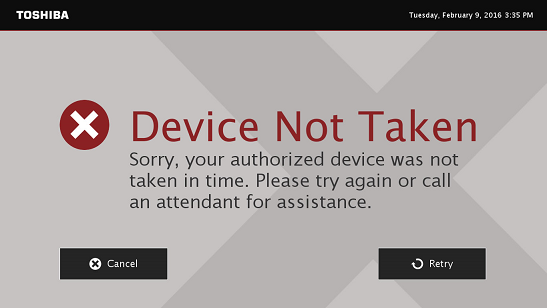 TOSHIBA
Tuesday, February 9, 2016 3:35 PM
Device Not Taken
Sorry, your authorized device was not
taken in time. Please try again or call
an attendant for assistance.
Cancel
Retry